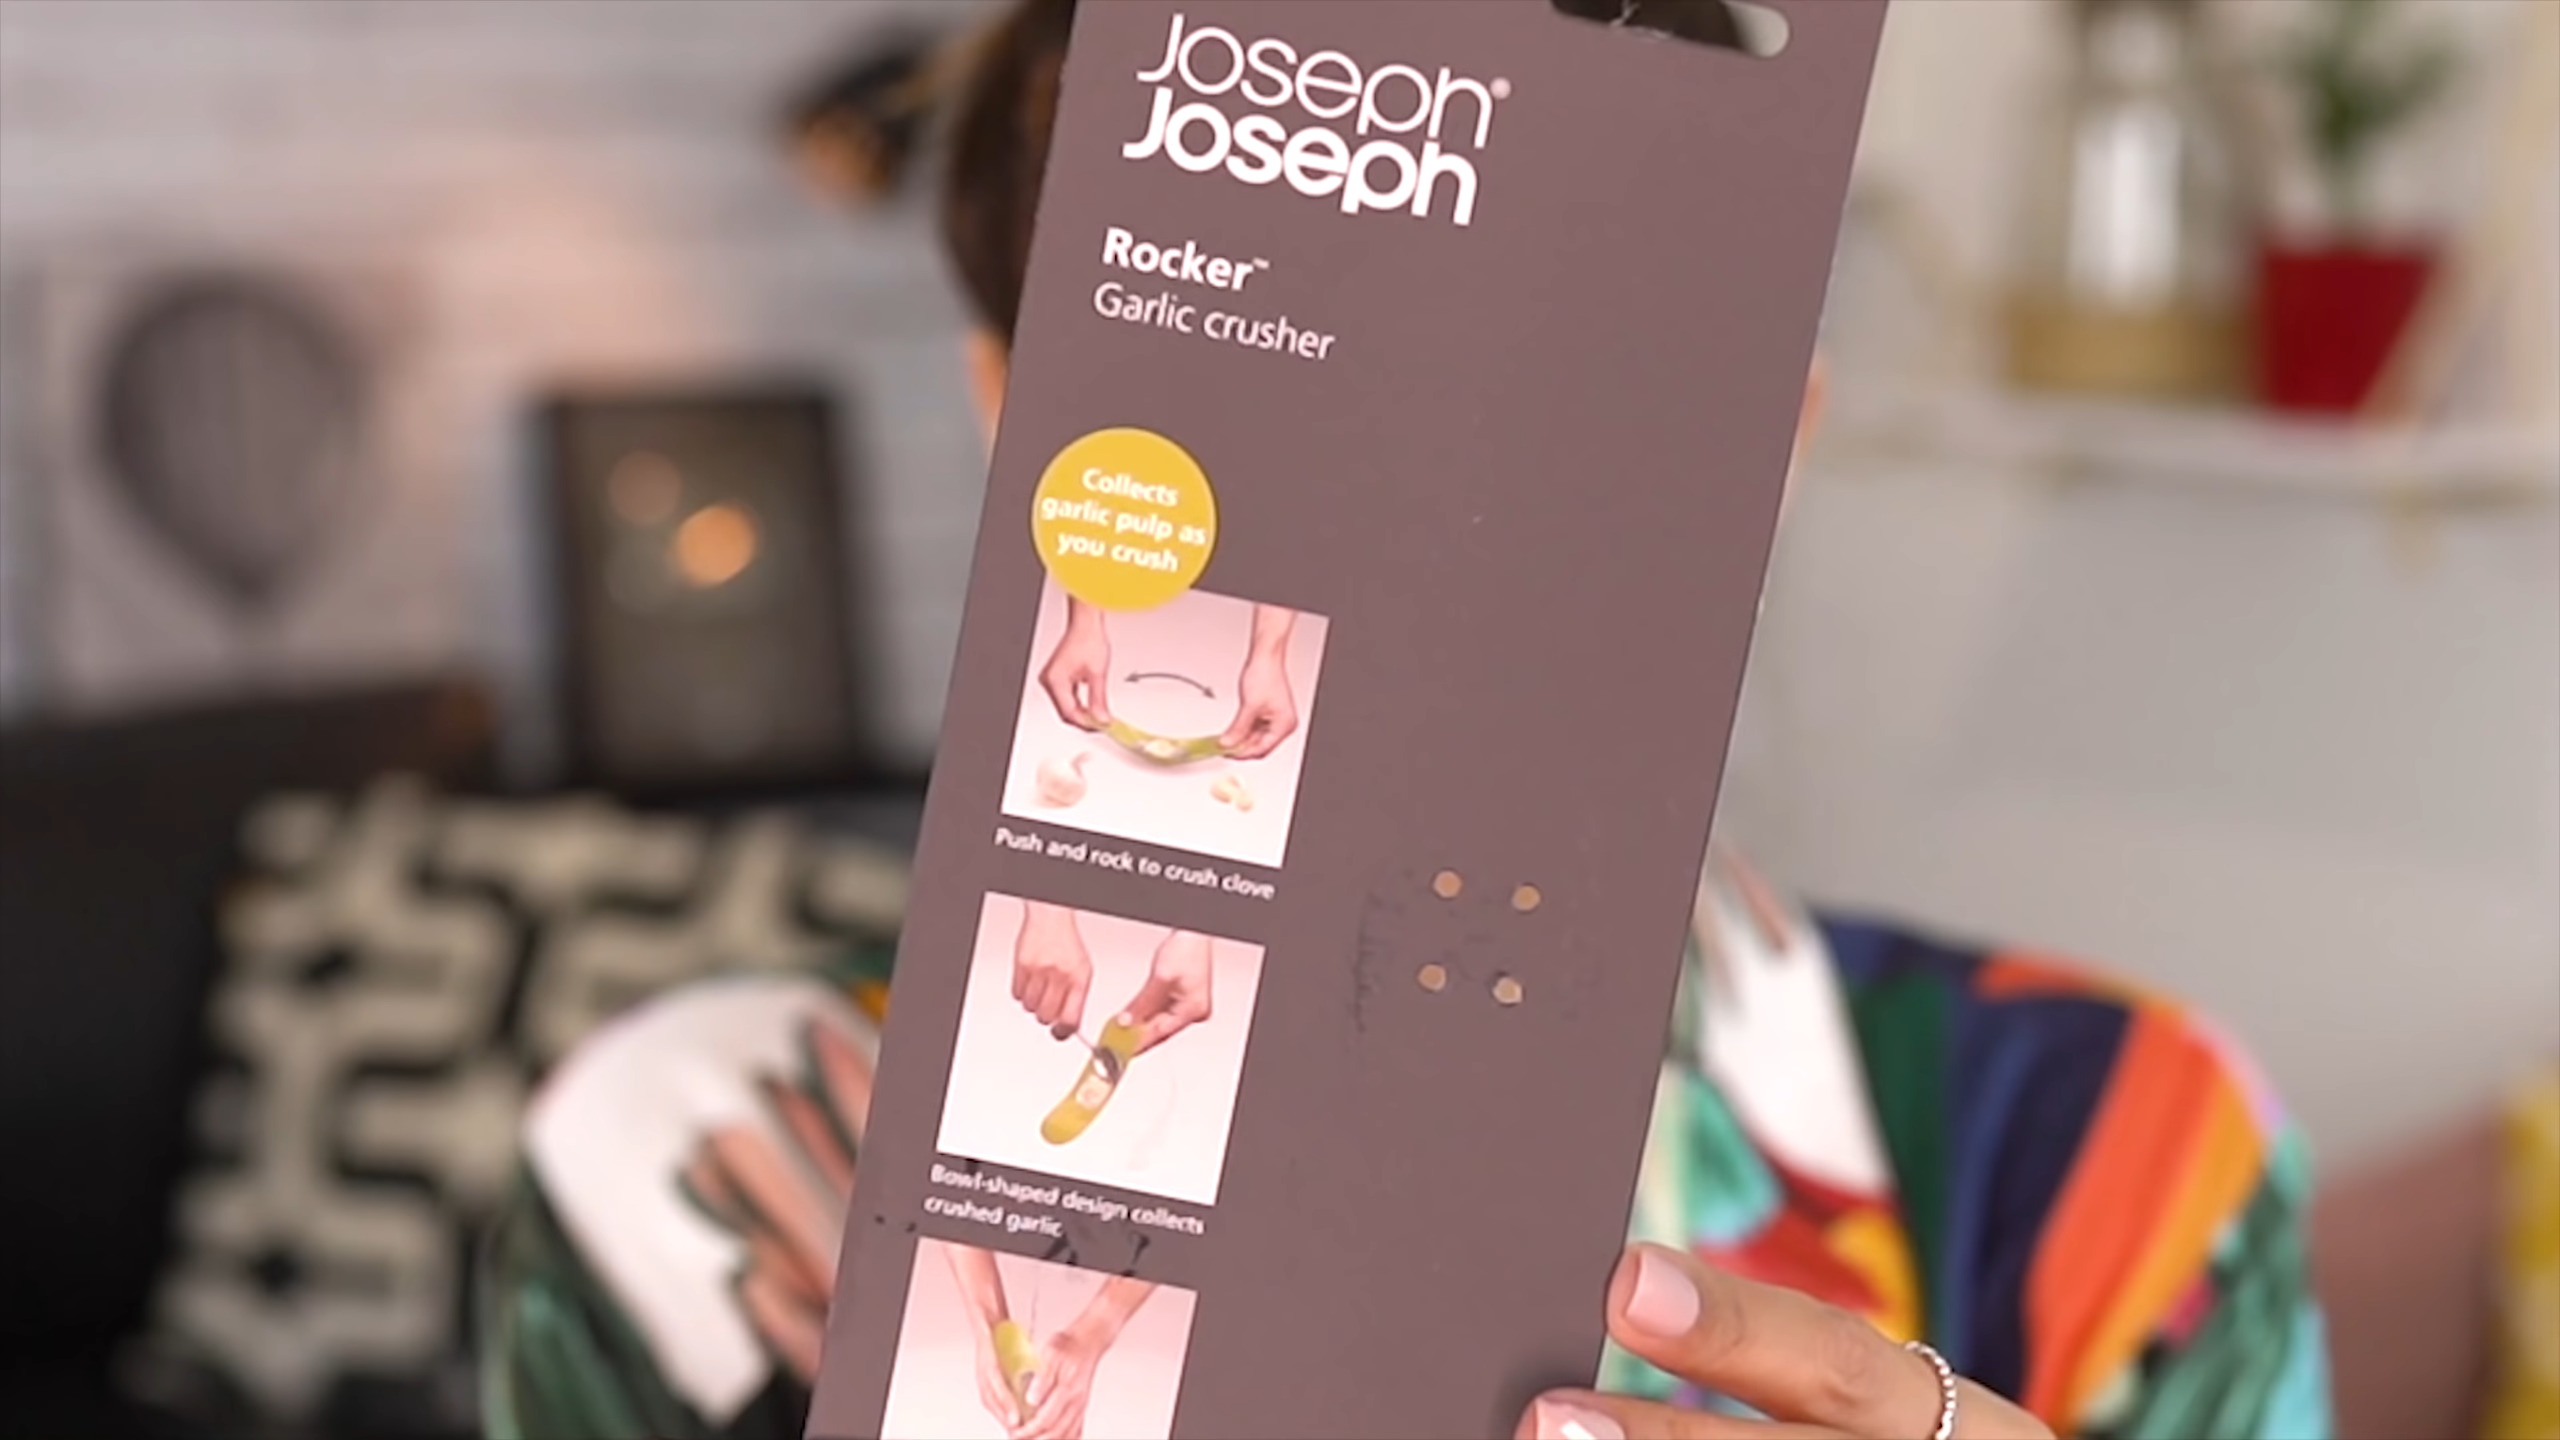 Joseph®
Joseph
Rocker™
Garlic crusher
Collects
garlic pulp as
you crush
Push and rock to crush clove
Bowl-shaped design collects
crushed garlic